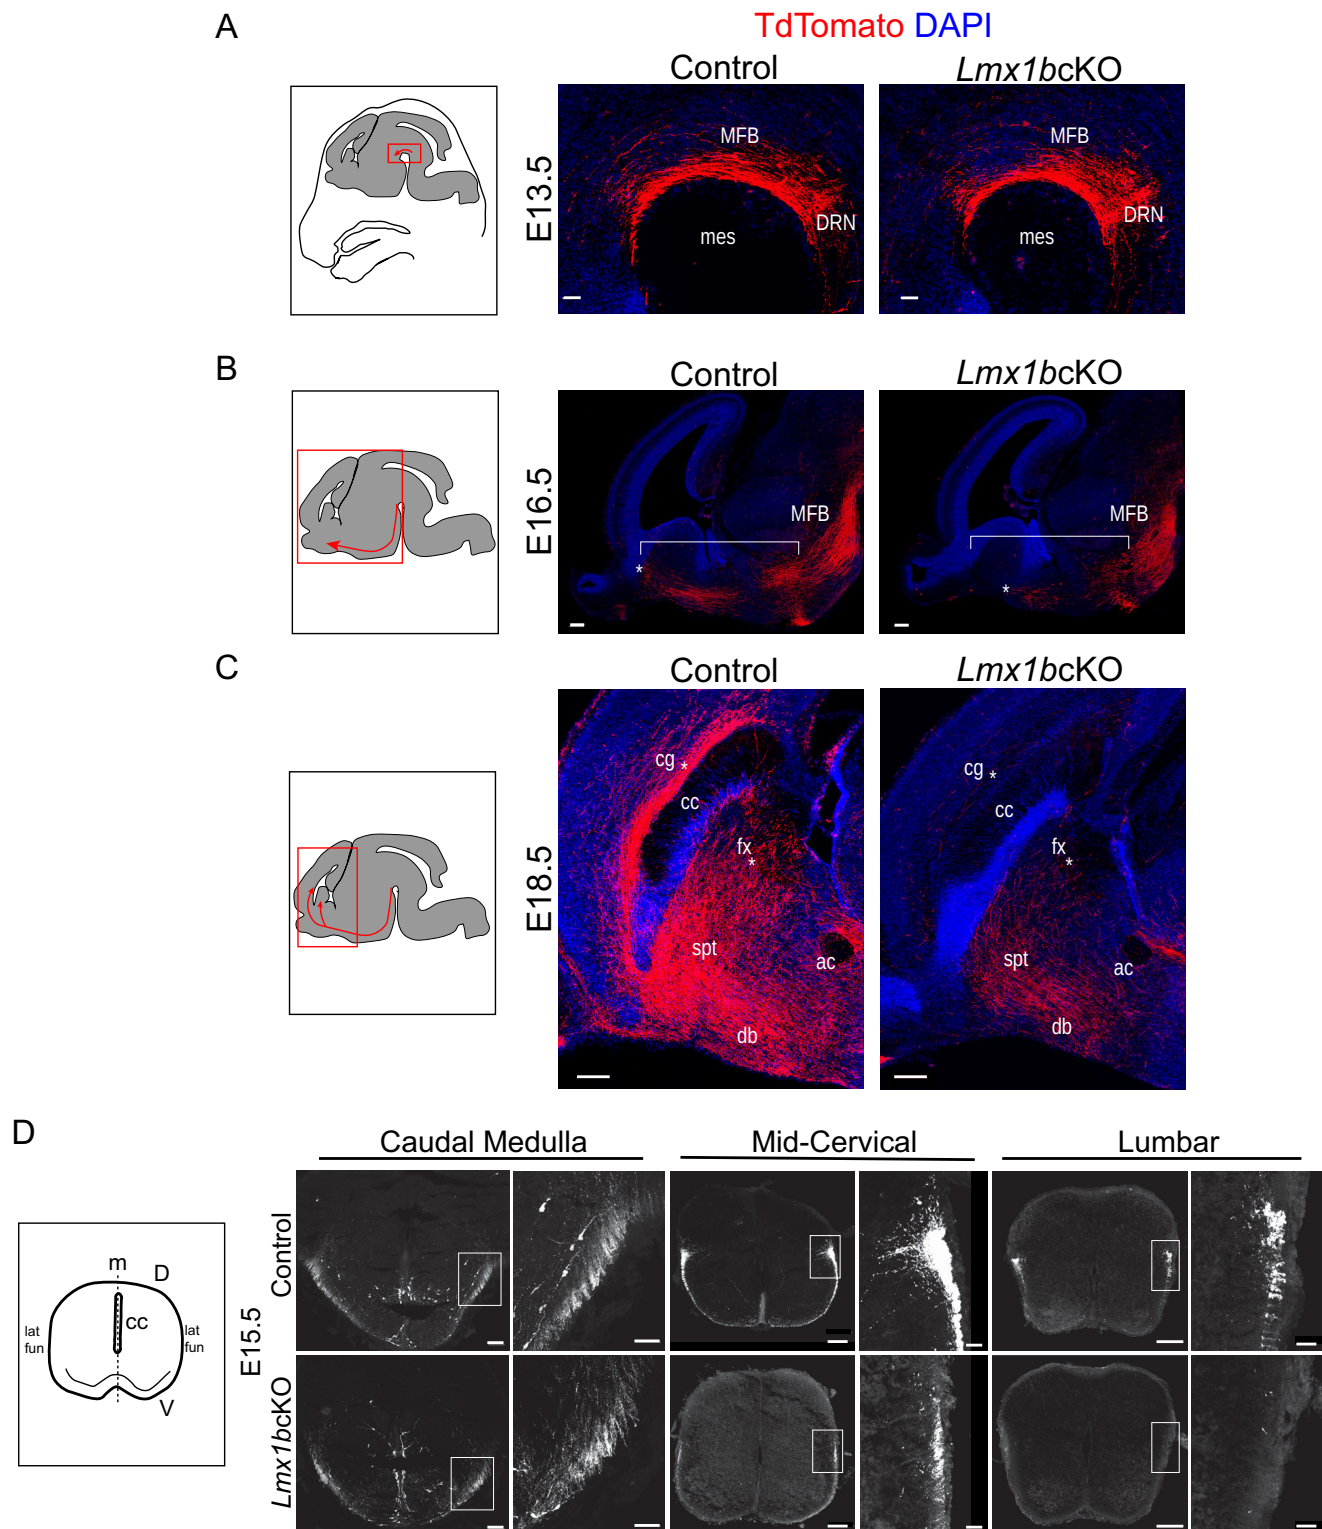 A
TdTomato DAPI
Control
Lmx1bcKO
E13.5
MFB
DRN
mes
MFB
DRN
mes
B
Control
Lmx1bcKO
E16.5
MFB
*
MFB
*
C
Control
Lmx1bcKO
E18.5
cg
*
cc
fx
*
spt
ac
db
cg
*
cc
fx
*
spt
ac
db
D
Caudal Medulla
Mid-Cervical
Lumbar
Control
Lmx1bcKO
E15.5
m
D
cc
lat
fun
lat
fun
V